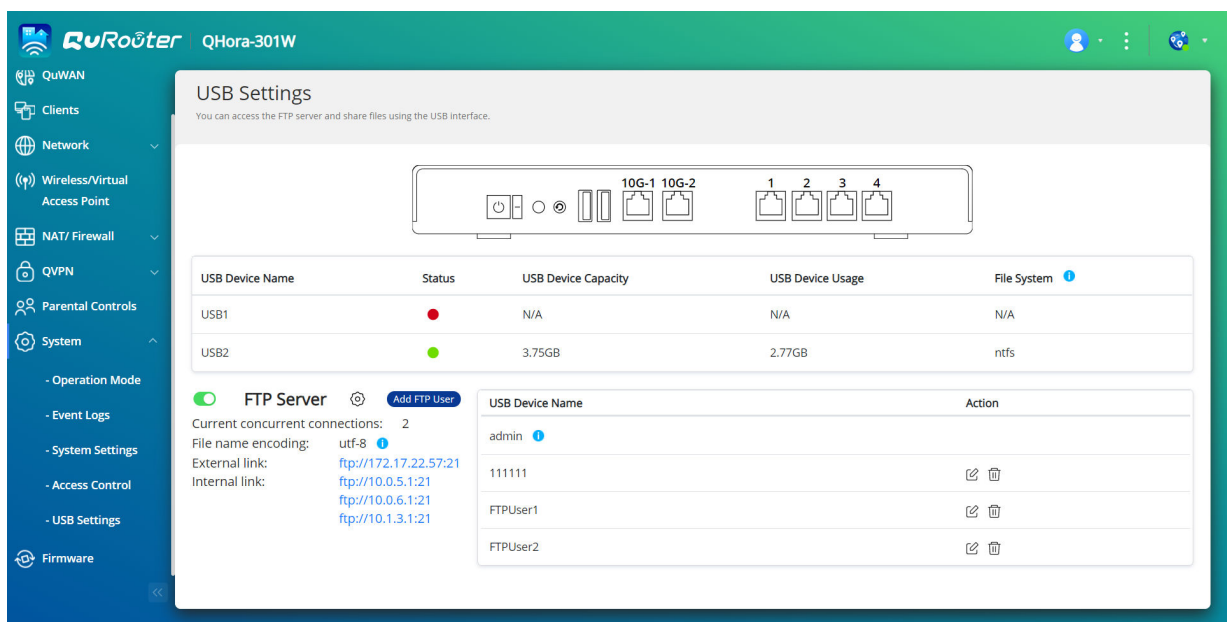 QuRoûter QHora-301W
QuWAN
Clients
Network
Wireless/Virtual
Access Point
NAT/ Firewall
QVPN
Parental Controls
System
- Operation Mode
- Event Logs
- System Settings
- Access Control
- USB Settings
Firmware
USB Settings
You can access the FTP server and share files using the USB interface.
10G-1 10G-2 1 2 3 4
USB Device Name Status USB Device Capacity USB Device Usage File System
USB1 N/A N/A N/A
USB2 3.75GB 2.77GB ntfs
FTP Server Add FTP User
Current concurrent connections: 2
File name encoding: utf-8
External link: ftp://172.17.22.57:21
Internal link: ftp://10.0.5.1:21
ftp://10.0.6.1:21
ftp://10.1.3.1:21
USB Device Name Action
admin
111111
FTPUser1
FTPUser2